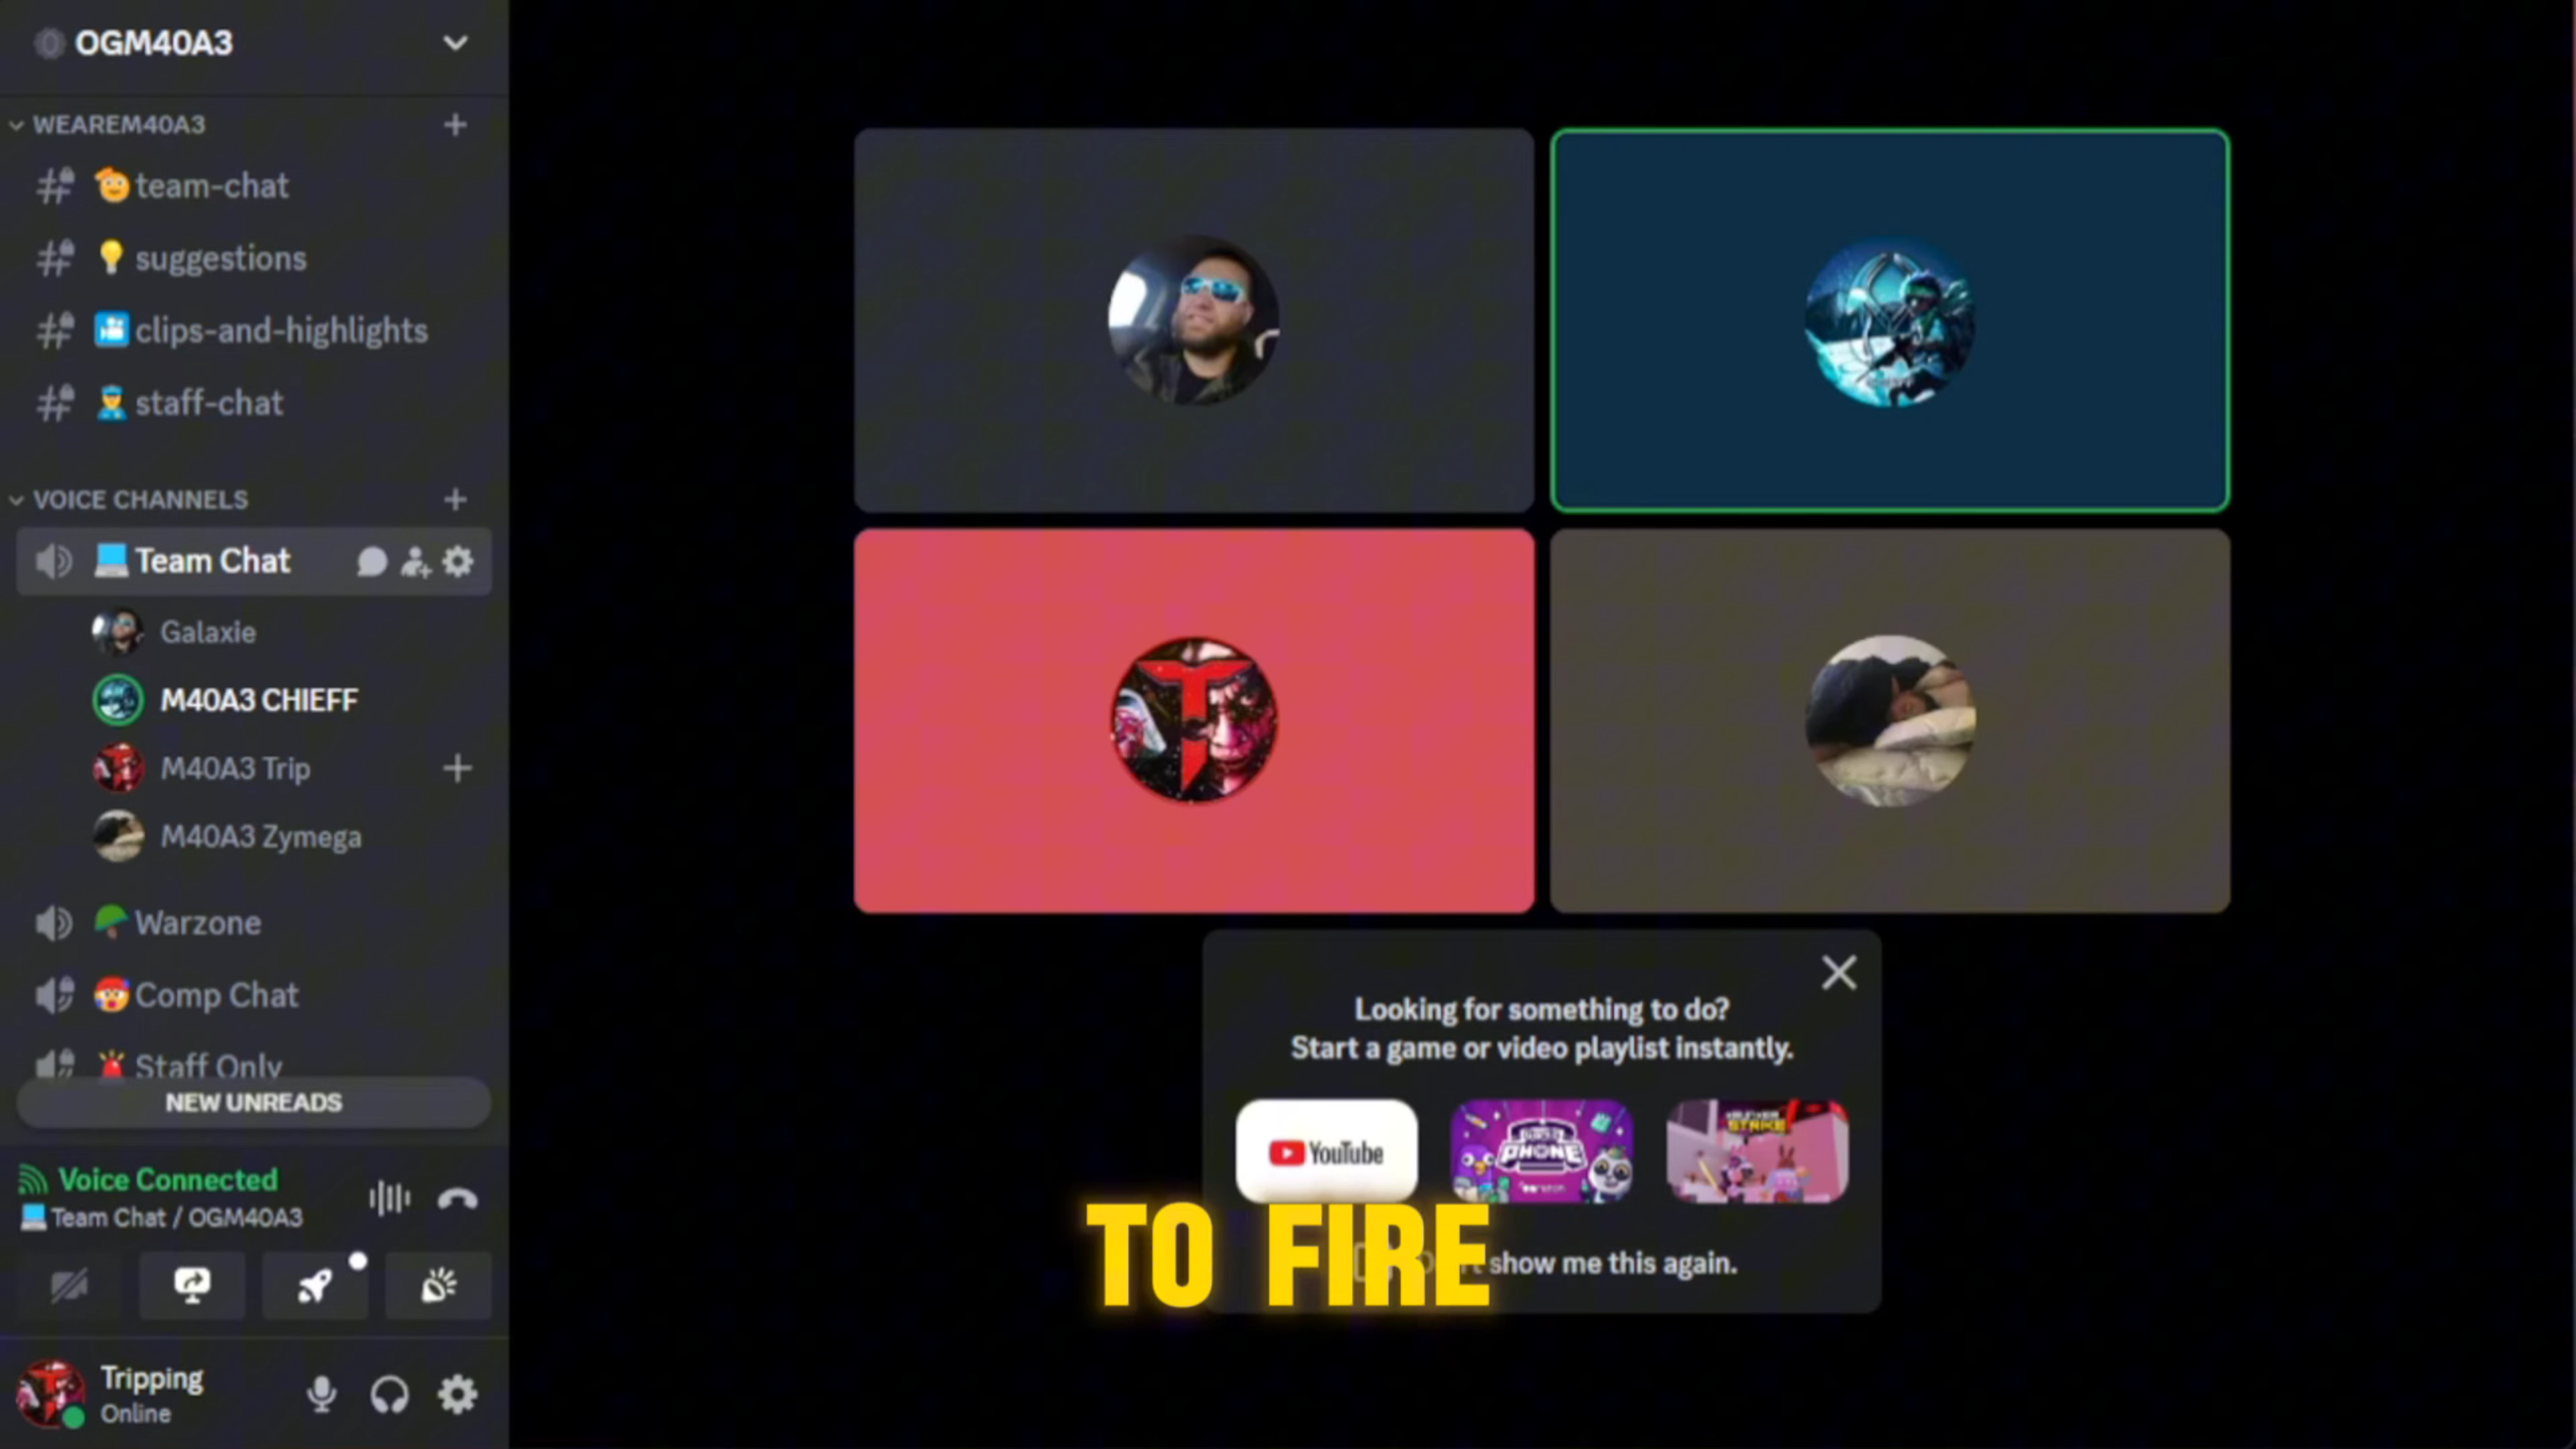 OGM40A3
WEAREM40A3
team-chat
suggestions
clips-and-highlights
staff-chat
VOICE CHANNELS
Team Chat
Galaxie
M40A3 CHIEFF
M40A3 Trip
M40A3 Zymega
Warzone
Comp Chat
Staff Only
NEW UNREADS
Voice Connected
Team Chat / OGM40A3
Tripping
Online
Looking for something to do?
Start a game or video playlist instantly.
YouTube
PHONE
STRIKE
show me this again.
TO FIRE